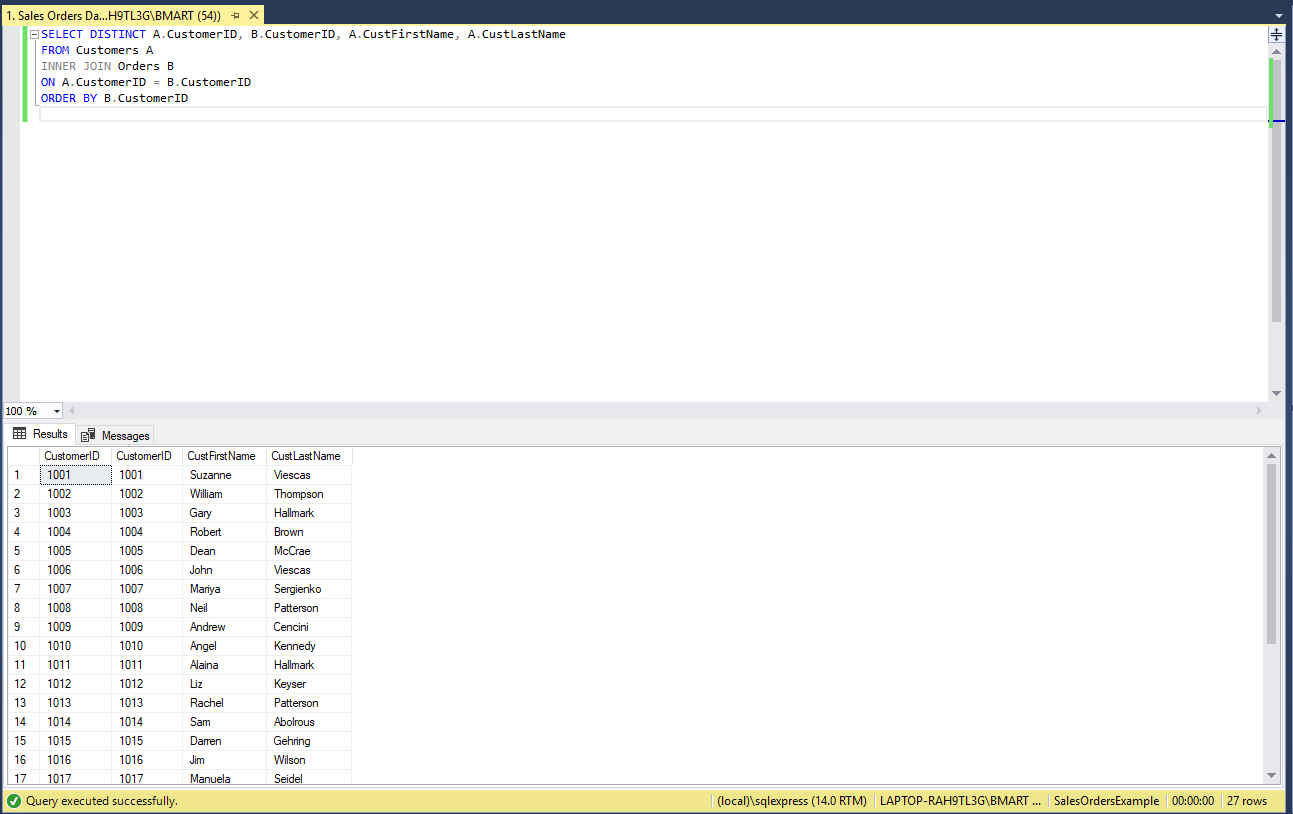 1. Sales Orders Da...H9TL3G\BMART (54))
SELECT DISTINCT A.CustomerID, B.CustomerID, A.CustFirstName, A.CustLastName
FROM Customers A
INNER JOIN Orders B
ON A.CustomerID = B.CustomerID
ORDER BY B.CustomerID
100 %
Results Messages
CustomerID CustomerID CustFirstName CustLastName
1 1001 1001 Suzanne Viescas
2 1002 1002 William Thompson
3 1003 1003 Gary Hallmark
4 1004 1004 Robert Brown
5 1005 1005 Dean McCrae
6 1006 1006 John Viescas
7 1007 1007 Mariya Sergienko
8 1008 1008 Neil Patterson
9 1009 1009 Andrew Cencini
10 1010 1010 Angel Kennedy
11 1011 1011 Alaina Hallmark
12 1012 1012 Liz Keyser
13 1013 1013 Rachel Patterson
14 1014 1014 Sam Abolrous
15 1015 1015 Darren Gehring
16 1016 1016 Jim Wilson
17 1017 1017 Manuela Seidel
Query executed successfully. (local)\sqlexpress (14.0 RTM) LAPTOP-RAH9TL3G\BMART ... SalesOrdersExample 00:00:00 27 rows